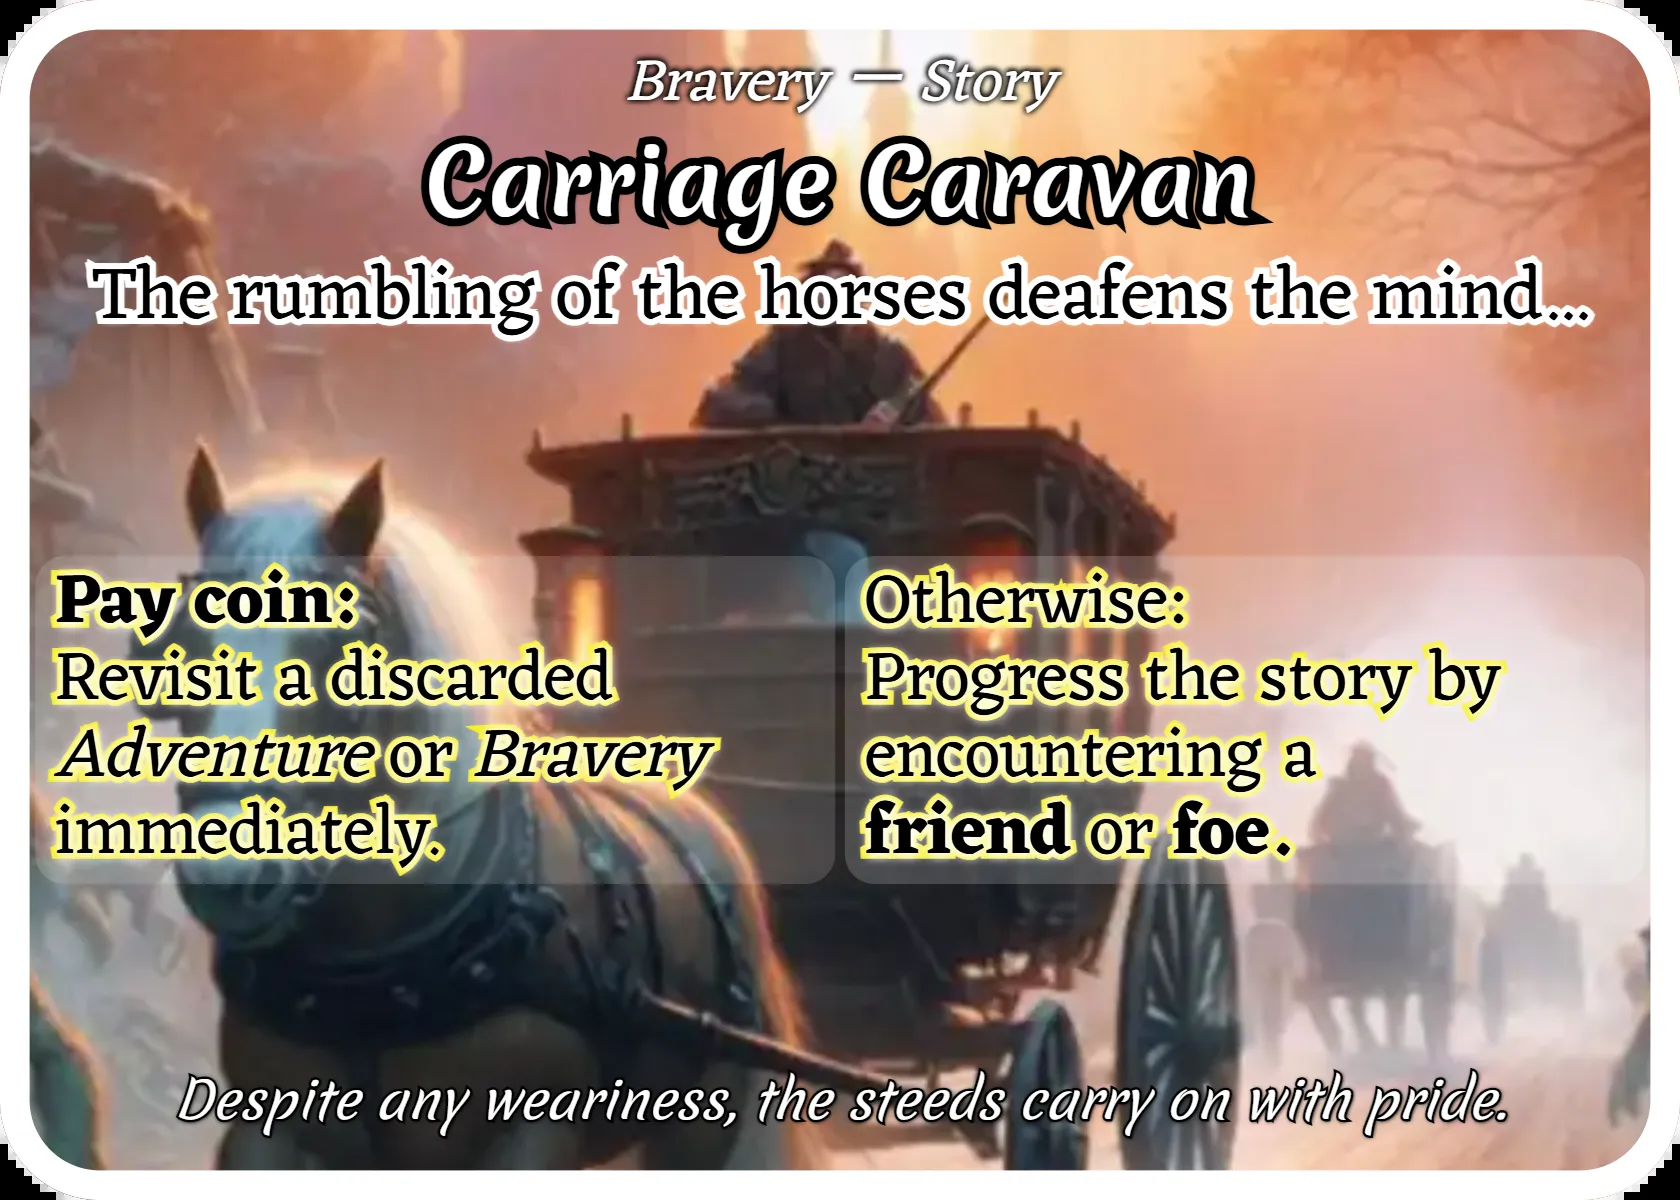 Bravery — Story
Carriage Caravan
The rumbling of the horses deafens the mind...
Pay coin:
Revisit a discarded
Adventure or Bravery
immediately.
Otherwise:
Progress the story by
encountering a
friend or foe.
Despite any weariness, the steeds carry on with pride.